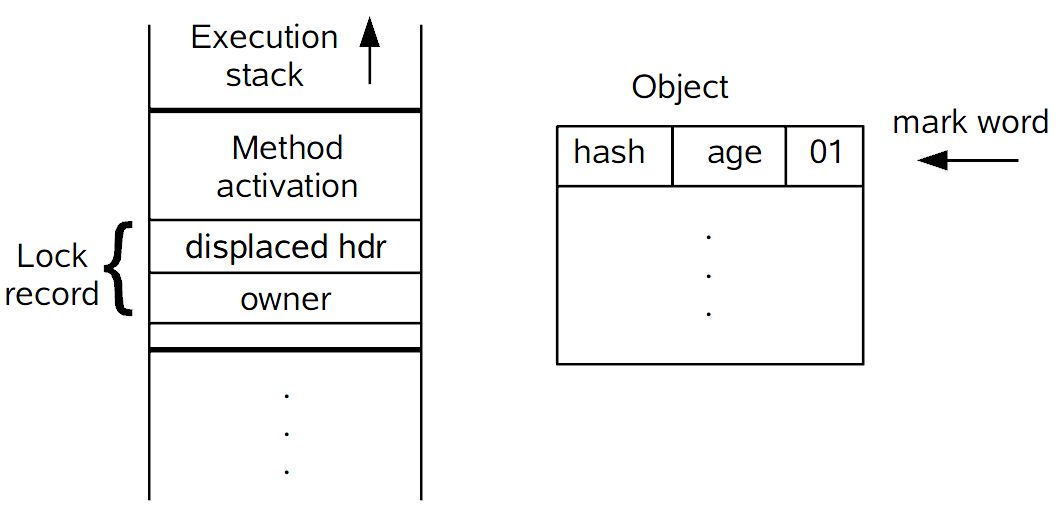 Execution
stack
Method
activation
Lock
record
displaced hdr
owner
Object
hash age 01
mark word